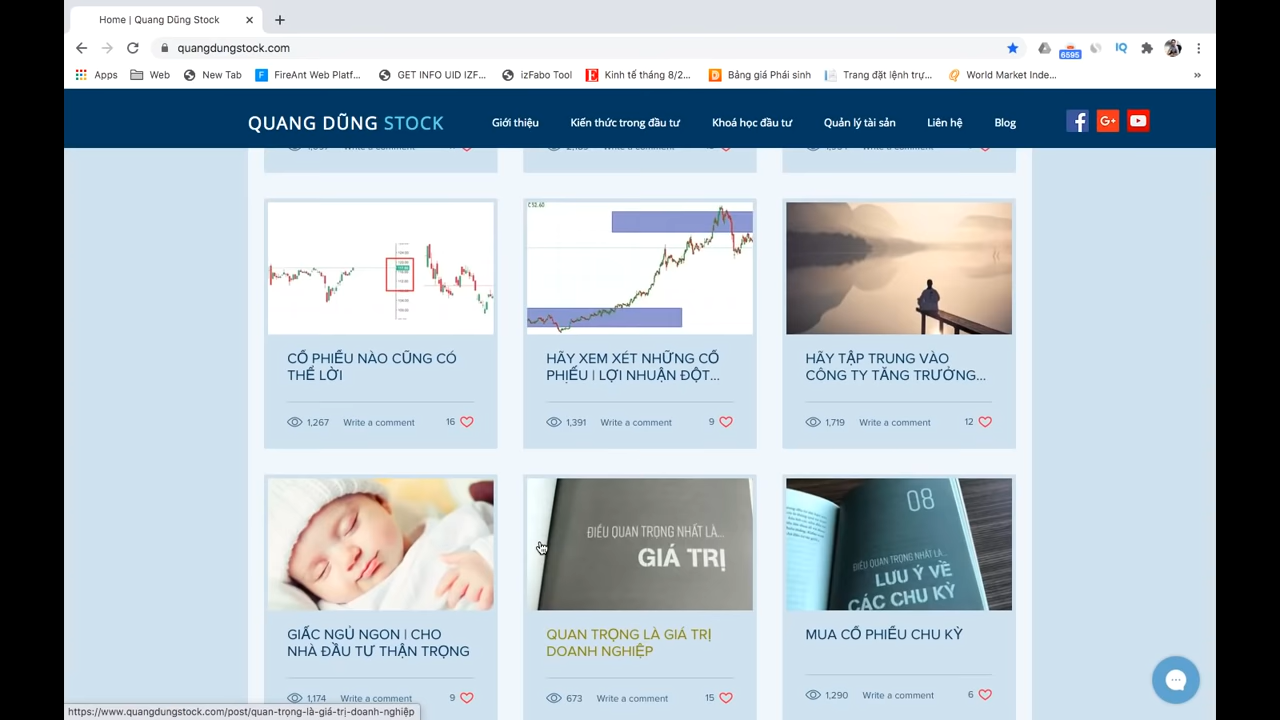 Home | Quang Dũng Stock
quangdungstock.com
6595
Apps Web New Tab FireAnt Web Platf... GET INFO UID IZF... izFabo Tool Kinh tế tháng 8/2... Bảng giá Phái sinh Trang đặt lệnh trự... World Market Inde...
QUANG DŨNG STOCK
Giới thiệu Kiến thức trong đầu tư Khoá học đầu tư Quản lý tài sản Liên hệ Blog
Write a comment Write a comment Write a comment
CỔ PHIẾU NÀO CŨNG CÓ
THỂ LỜI
1,267 Write a comment 16
HÃY XEM XÉT NHỮNG CỔ
PHIẾU | LỢI NHUẬN ĐỘT...
1,391 Write a comment 9
HÃY TẬP TRUNG VÀO
CÔNG TY TĂNG TRƯỞNG...
1,719 Write a comment 12
GIẤC NGỦ NGON | CHO
NHÀ ĐẦU TƯ THẬN TRỌNG
1,174 Write a comment 9
ĐIỀU QUAN TRỌNG NHẤT LÀ...
GIÁ TRỊ
QUAN TRỌNG LÀ GIÁ TRỊ
DOANH NGHIỆP
673 Write a comment 15
08
ĐIỀU QUAN TRỌNG NHẤT LÀ...
LƯU Ý VỀ
CÁC CHU KỲ
MUA CỔ PHIẾU CHU KỲ
1,290 Write a comment 6
https://www.quangdungstock.com/post/quan-trọng-là-giá-trị-doanh-nghiệp